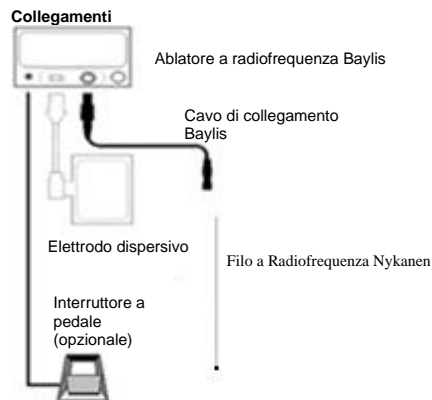 Collegamenti
Ablatore a radiofrequenza Baylis
Cavo di collegamento
Baylis
Elettrodo dispersivo
Filo a Radiofrequenza Nykanen
Interruttore a
pedale
(opzionale)